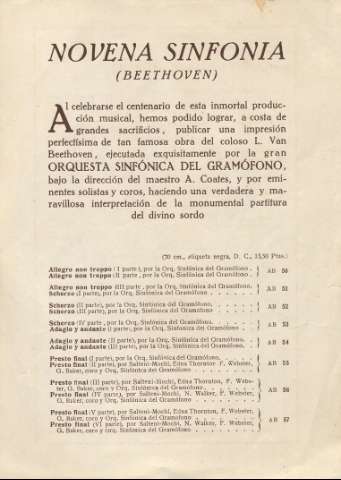 NOVENA SINFONIA
(BEETHOVEN)
Al celebrarse el centenario de esta inmortal produc-
ción musical, hemos podido lograr, a costa de
grandes sacrificios, publicar una impresión
perfectísima de tan famosa obra del coloso L. Van
Beethoven, ejecutada exquisitamente por la gran
ORQUESTA SINFÓNICA DEL GRAMÓFONO,
bajo la dirección del maestro A. Coates, y por emi-
nentes solistas y coros, haciendo una verdadera y ma-
ravillosa interpretación de la monumental partitura
del divino sordo
(30 cm., etiqueta negra, D. C., 13,50 Ptas.)
Allegro non troppo (I parte), por la Orq. Sinfónica del Gramófono.
Allegro non troppo (II parte), por la Orq. Sinfónica del Gramófono. AB 50
Allegro non troppo (III parte), por la Orq. Sinfónica del Gramófono.
Scherzo (I parte), por la Orq. Sinfónica del Gramófono AB 51
Scherzo (II parte), por la Orq. Sinfónica del Gramófono.
Scherzo (III parte), por la Orq. Sinfónica del Gramófono AB 52
Scherzo (IV parte), por la Orq. Sinfónica del Gramófono.
Adagio y andante (I parte), por la Orq. Sinfónica del Gramófono AB 53
Adagio y andante (II parte), por la Orq. Sinfónica del Gramófono.
Adagio y andante (III parte), por la Orq. Sinfónica del Gramófono AB 54
Presto final (I parte), por la Orq. Sinfónica del Gramófono.
Presto final (II parte), por Salteni-Mochi, Edna Thornton, F. Webster,
G. Baker, coro y Orq. Sinfónica del Gramófono AB 55
Presto final (III parte), por Salteni-Mochi, Edna Thornton, F. Webs-
ter, G. Baker, coro y Orq. Sinfónica del Gramófono
Presto final (IV parte), por Salteni-Mochi, N. Walker, F. Webster,
G. Baker, coro y Orq. Sinfónica del Gramófono AB 56
Presto final (V parte), por Salteni-Mochi, Edna Thornton, F. Webster,
G. Baker, coro y Orq. Sinfónica del Gramófono
Presto final (VI parte), por Salteni-Mochi, N. Walker, F. Webster,
G. Baker, coro y Orq. Sinfónica del Gramófono AB 57